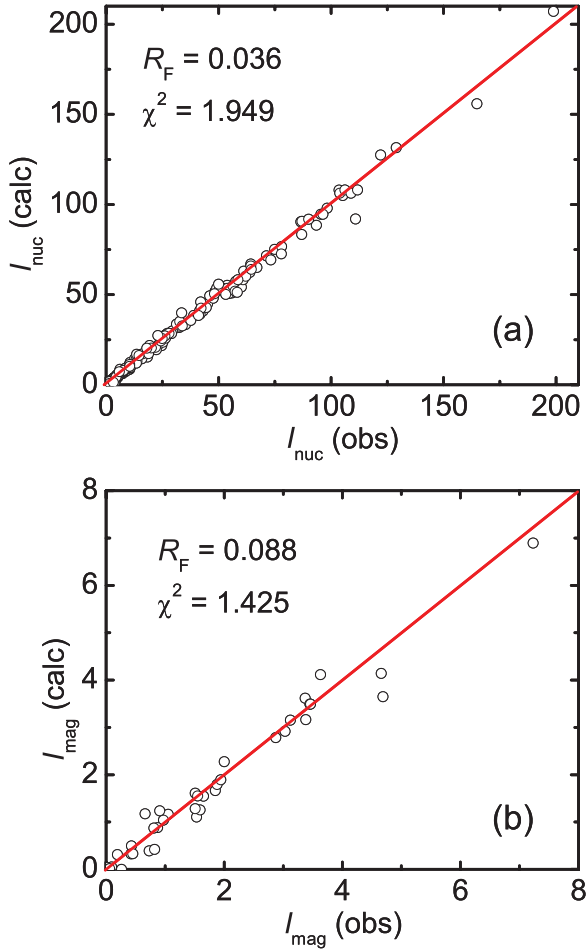 200
150
100
50
0
I_nuc (calc)
R_F = 0.036
χ² = 1.949
(a)
0 50 100 150 200
I_nuc (obs)
8
6
4
2
0
I_mag (calc)
R_F = 0.088
χ² = 1.425
(b)
0 2 4 6 8
I_mag (obs)